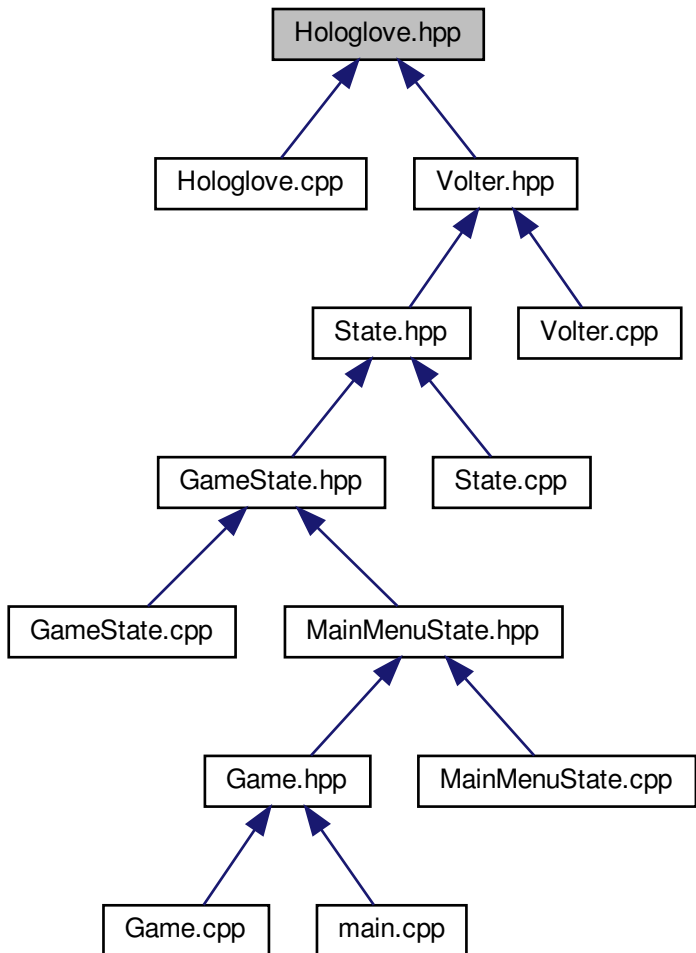 Hologlove.hpp
Hologlove.cpp
Volter.hpp
State.hpp
Volter.cpp
GameState.hpp
State.cpp
GameState.cpp
MainMenuState.hpp
Game.hpp
MainMenuState.cpp
Game.cpp
main.cpp